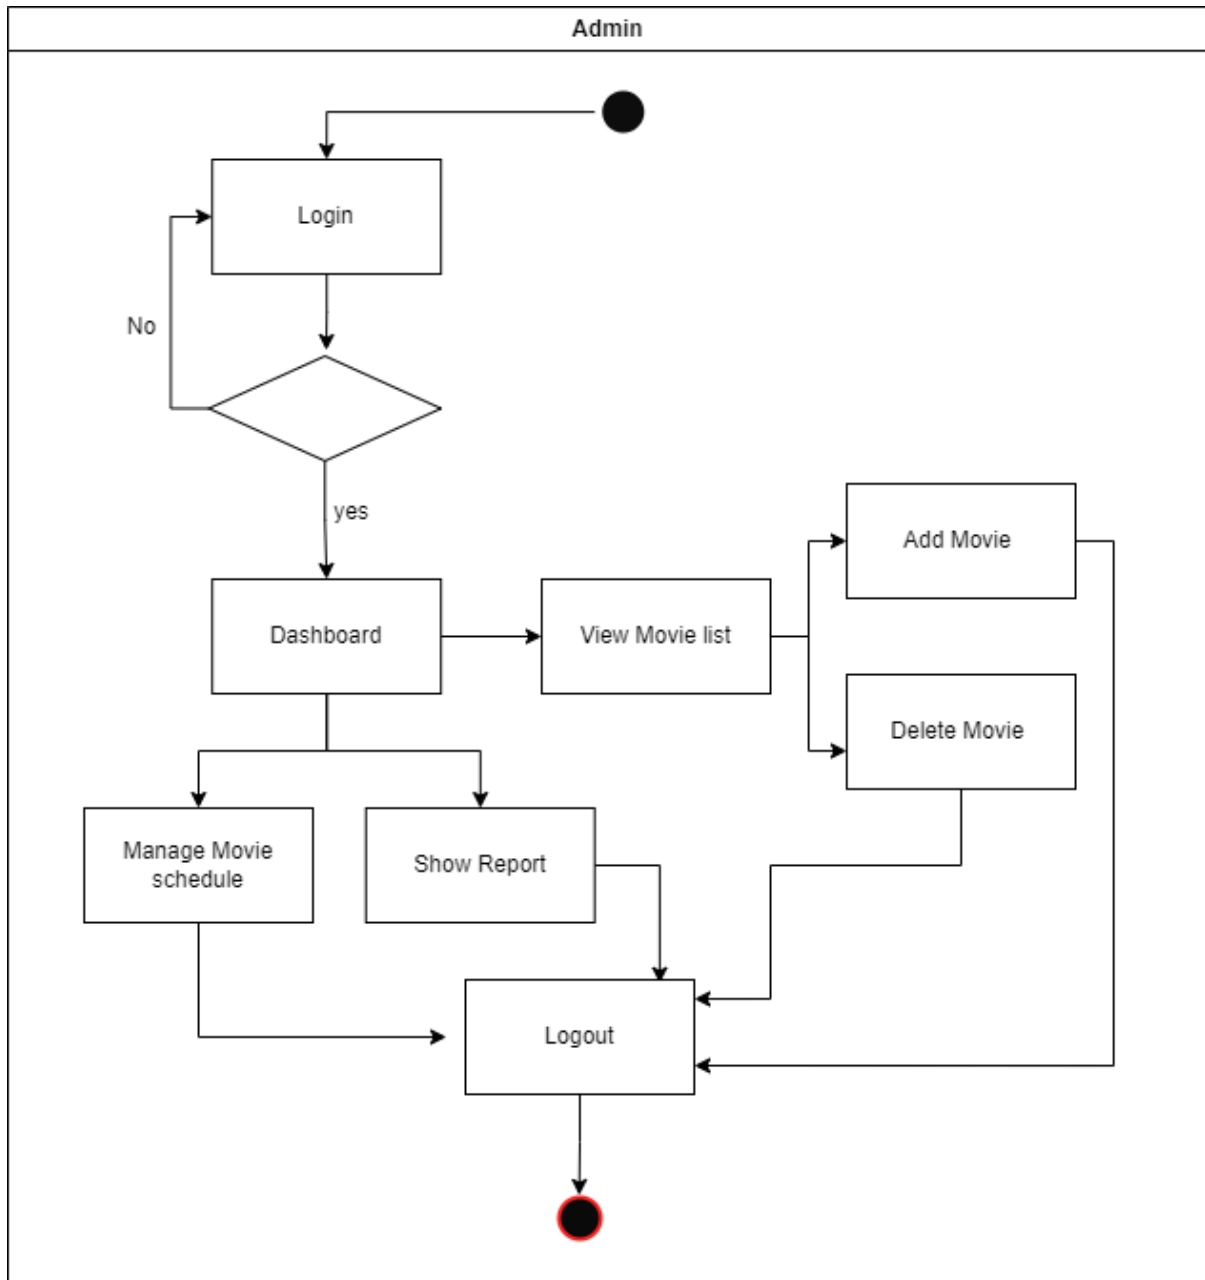 Admin
Login
No
yes
Add Movie
Dashboard
View Movie list
Delete Movie
Manage Movie
schedule
Show Report
Logout